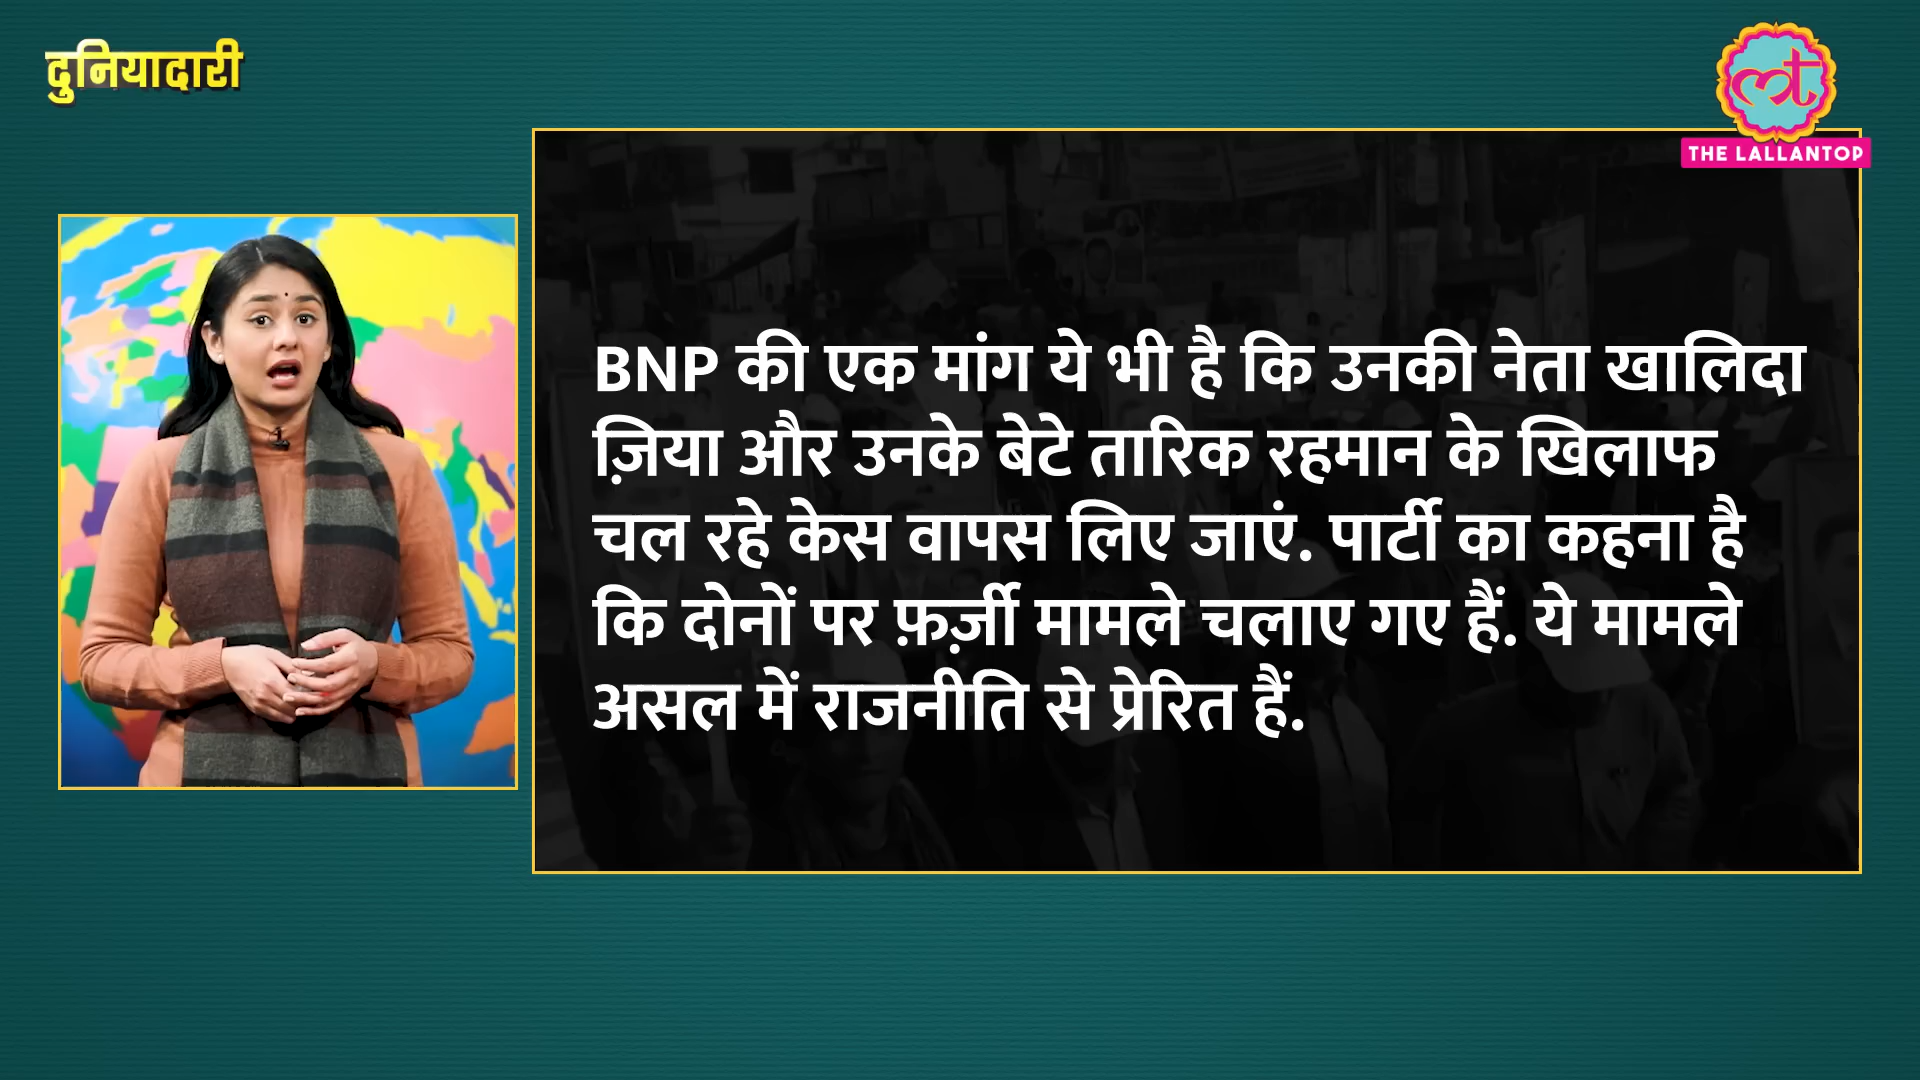 दुनियादारी
THE LALLANTOP
BNP की एक मांग ये भी है कि उनकी नेता खालिदा
ज़िया और उनके बेटे तारिक रहमान के खिलाफ
चल रहे केस वापस लिए जाएं. पार्टी का कहना है
कि दोनों पर फ़र्ज़ी मामले चलाए गए हैं. ये मामले
असल में राजनीति से प्रेरित हैं.